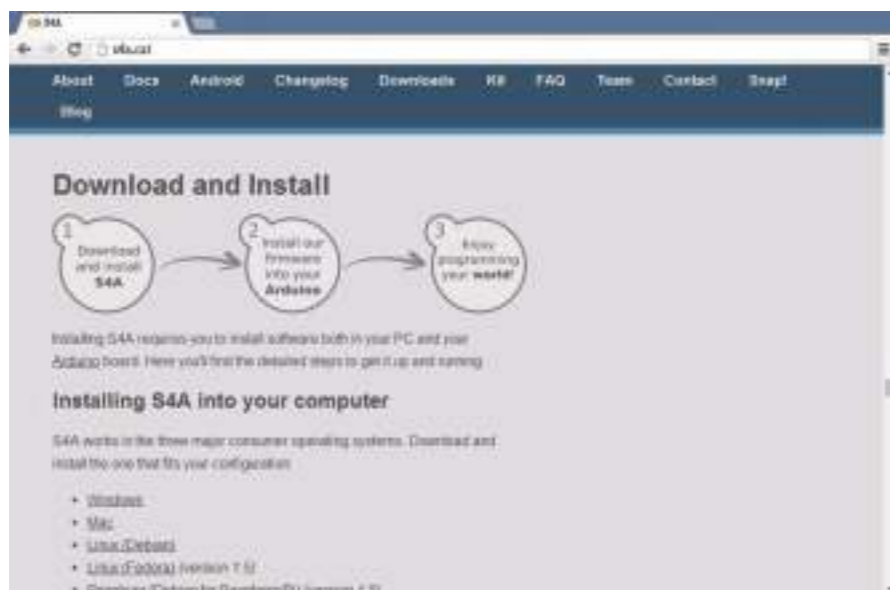 S4A
s4a.cat
About Docs Android Changelog Downloads Kit FAQ Team Contact Snap!
Blog
Download and Install
1
Download
and install
S4A
2
Install our
firmware
into your
Arduino
3
Enjoy
programming
your world!
Installing S4A requires you to install software both in your PC and your
Arduino board. Here you'll find the detailed steps to get it up and running.
Installing S4A into your computer
S4A works in the three major consumer operating systems. Download and
install the one that fits your configuration:
• Windows
• Mac
• Linux (Debian)
• Linux (Fedora) (version 1.5)